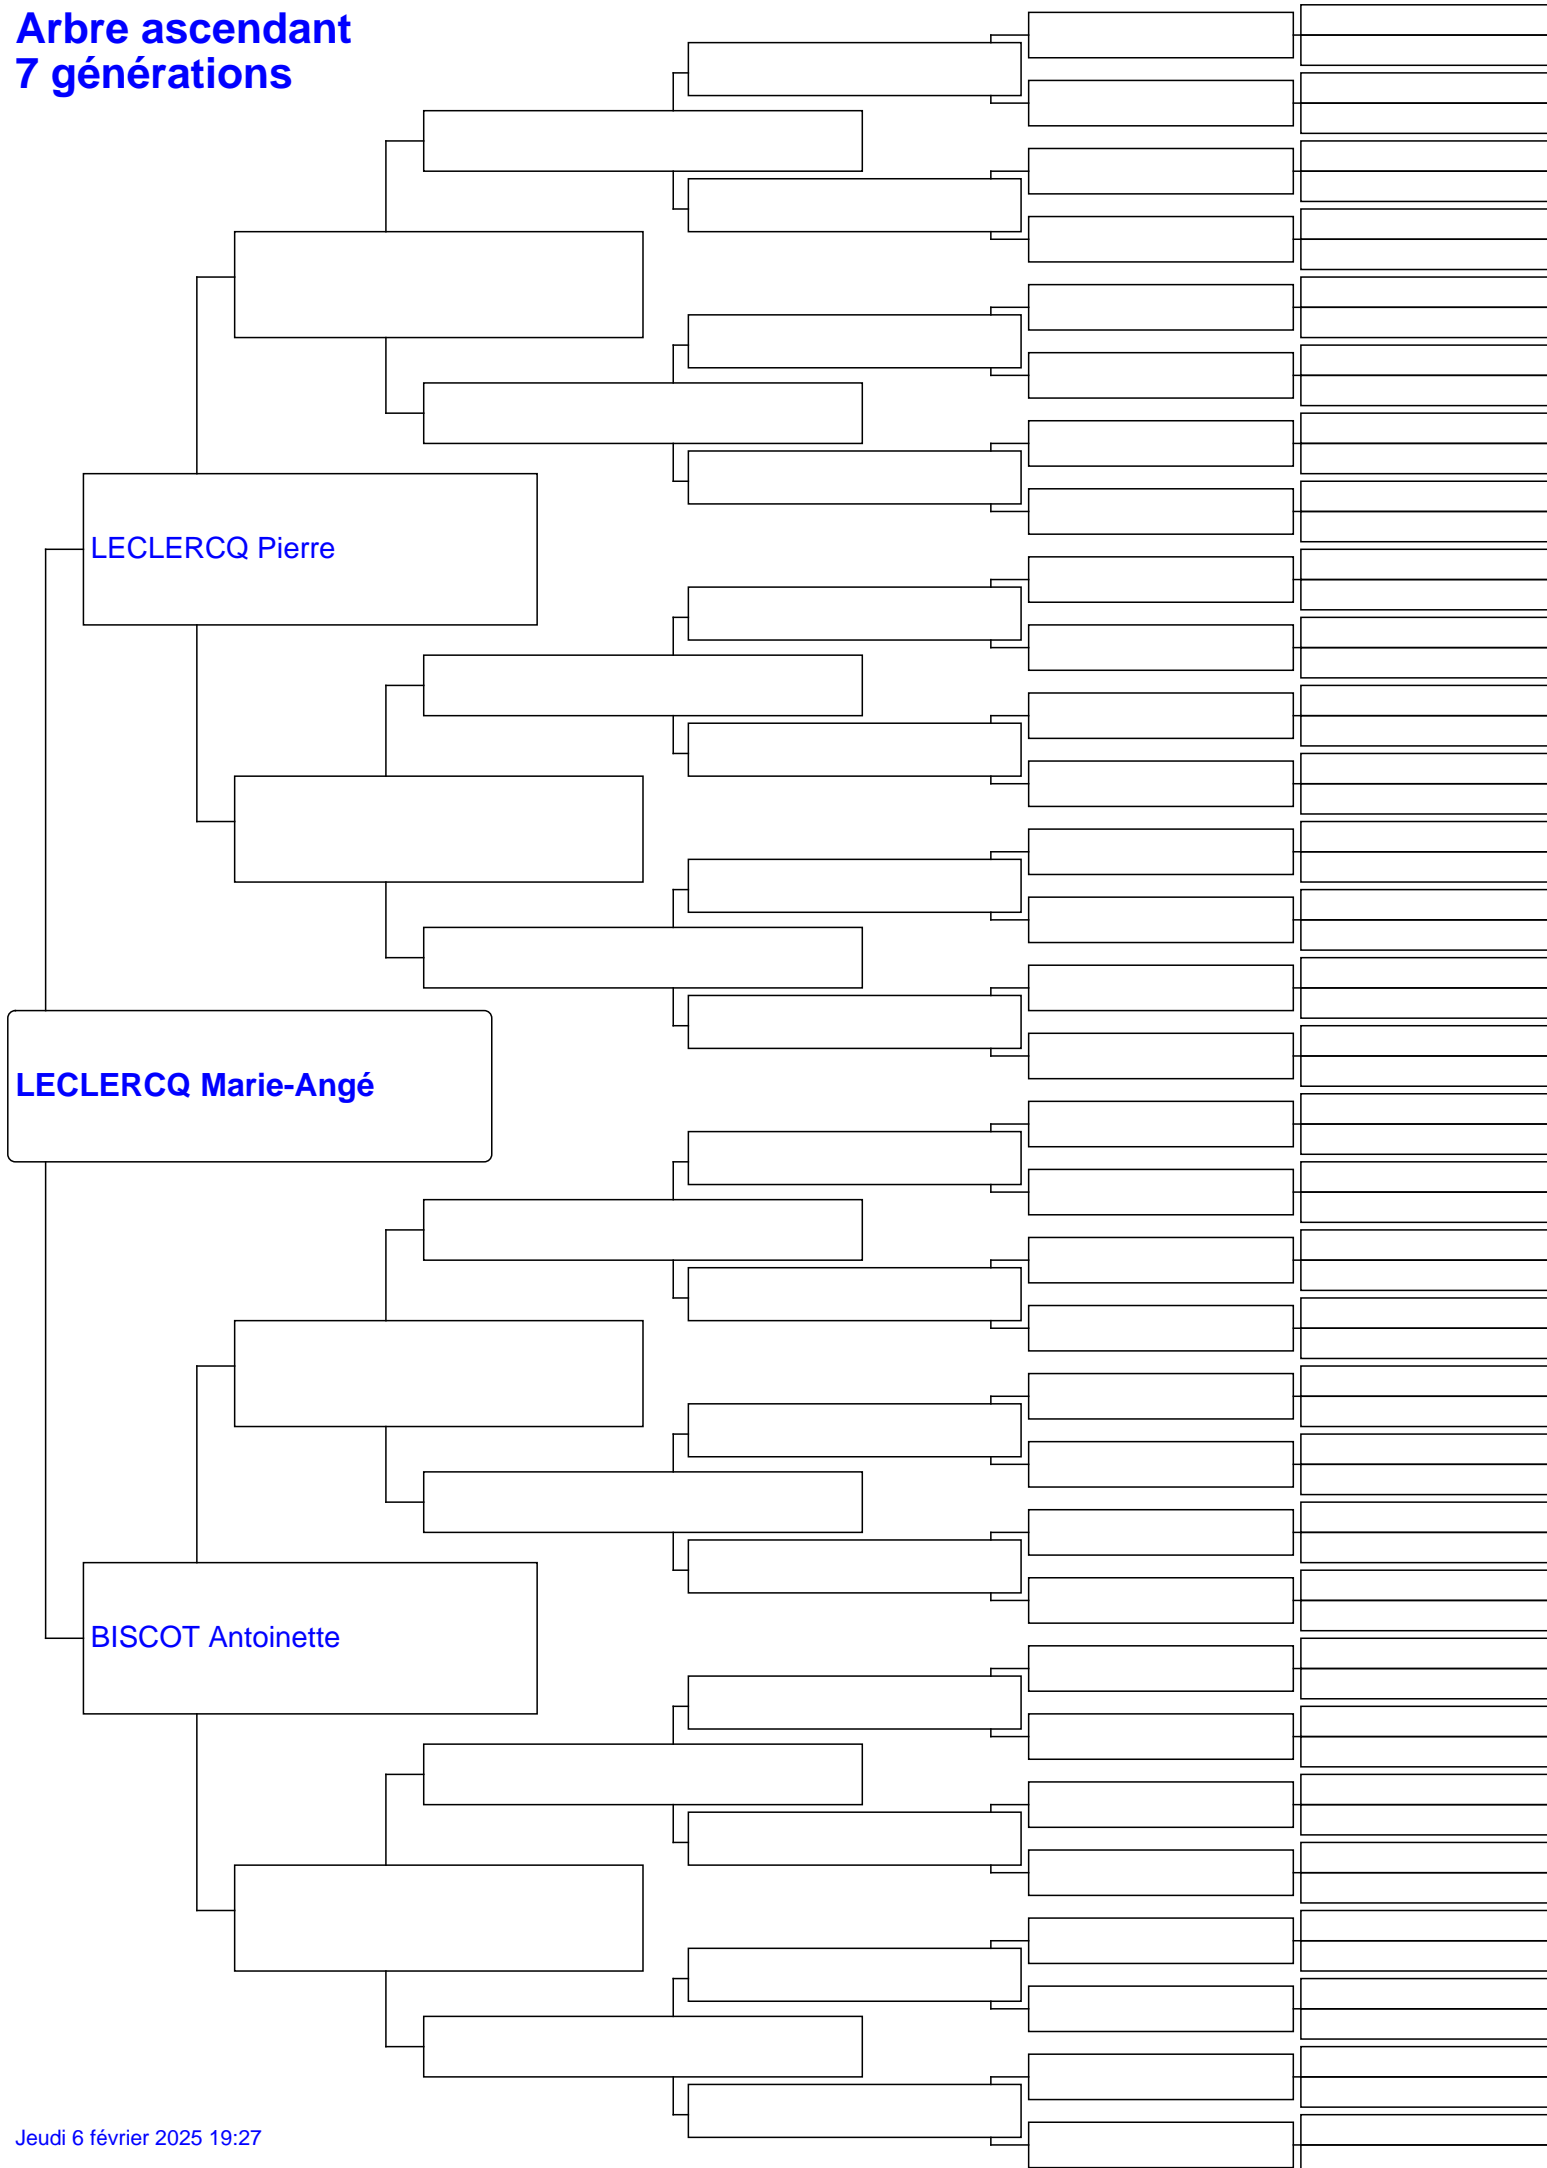 Arbre ascendant
7 générations
LECLERCQ Pierre
LECLERCQ Marie-Angé
BISCOT Antoinette
Jeudi 6 février 2025 19:27